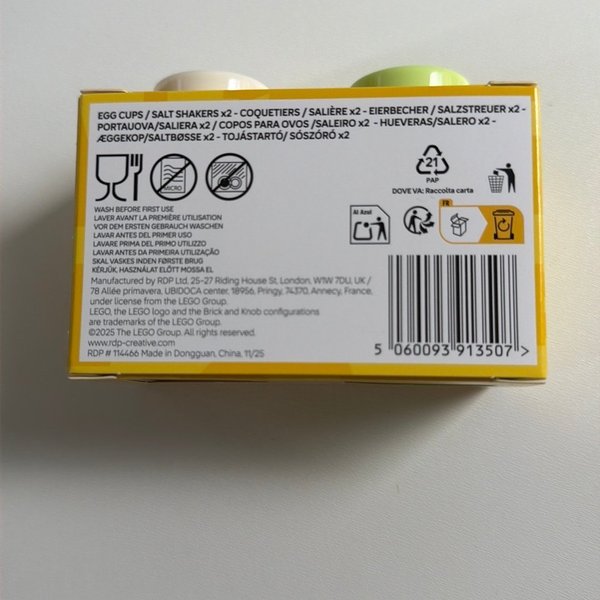 EGG CUPS / SALT SHAKERS x2 - COQUETIERS / SALIÈRE x2 - EIERBECHER / SALZSTREUER x2 -
PORTAUOVA/SALIERA x2 / COPOS PARA OVOS /SALEIRO x2 - HUEVERAS/SALERO x2 -
ÆGGEKOP/SALTBØSSE x2 - TOJÁSTARTÓ/ SÓSZÓRÓ x2
MICRO
21
PAP
DOVE VA: Raccolta carta
Al Azul
FR
WASH BEFORE FIRST USE
LAVER AVANT LA PREMIÈRE UTILISATION
VOR DEM ERSTEN GEBRAUCH WASCHEN
LAVAR ANTES DEL PRIMER USO
LAVARE PRIMA DEL PRIMO UTILIZZO
LAVAR ANTES DA PRIMEIRA UTILIZAÇÃO
SKAL VASKES INDEN FØRSTE BRUG
KÉRJÜK. HASZNÁLAT ELŐTT MOSSA EL
Manufactured by RDP Ltd, 25-27 Riding House St, London, W1W 7DU, UK /
78 Allée primavera, UBIDOCA center, 18956, Pringy, 74370, Annecy, France.
under license from the LEGO Group.
LEGO, the LEGO logo and the Brick and Knob configurations
are trademarks of the LEGO Group.
©2025 The LEGO Group. All rights reserved.
www.rdp-creative.com
RDP # 114466 Made in Dongguan, China, 11/25
5 060093 913507 >